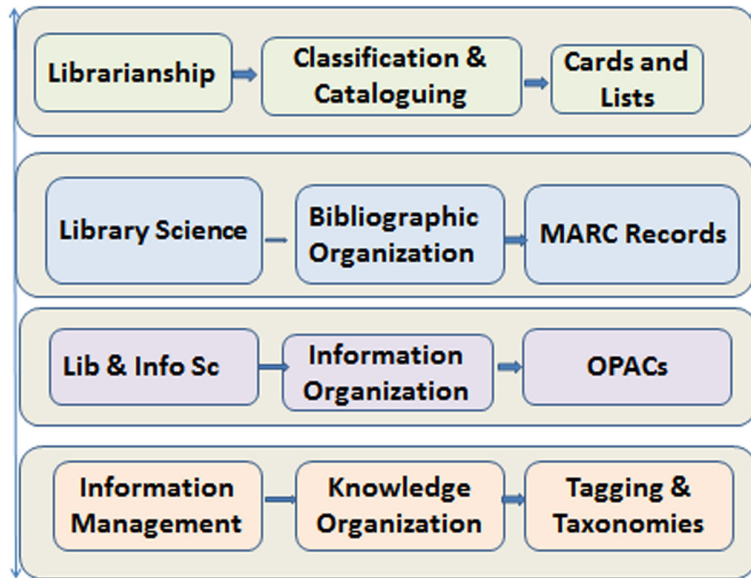 Librarianship
Classification &
Cataloguing
Cards and
Lists
Library Science
Bibliographic
Organization
MARC Records
Lib & Info Sc
Information
Organization
OPACs
Information
Management
Knowledge
Organization
Tagging &
Taxonomies